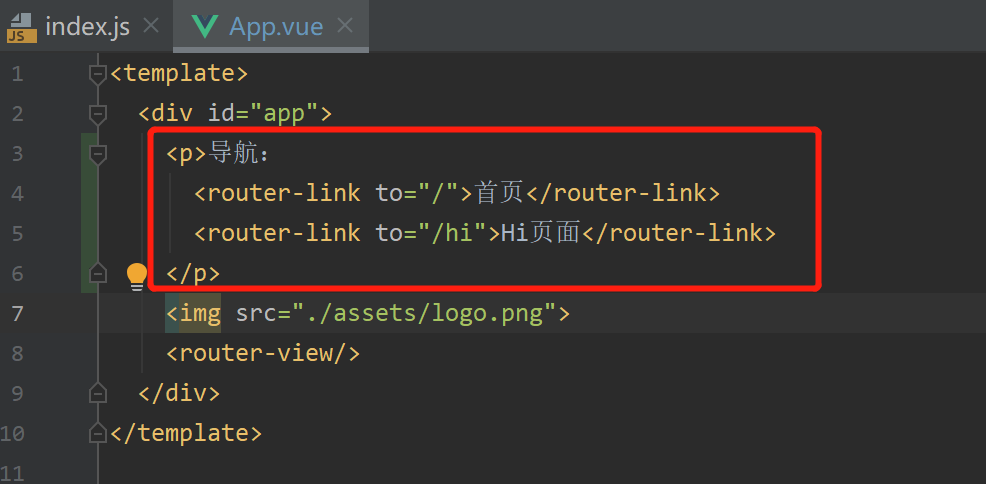 index.js App.vue
1 <template>
2 <div id="app">
3 <p>导航:
4 <router-link to="/">首页</router-link>
5 <router-link to="/hi">Hi页面</router-link>
6 </p>
7 <img src="./assets/logo.png">
8 <router-view/>
9 </div>
10 </template>
11